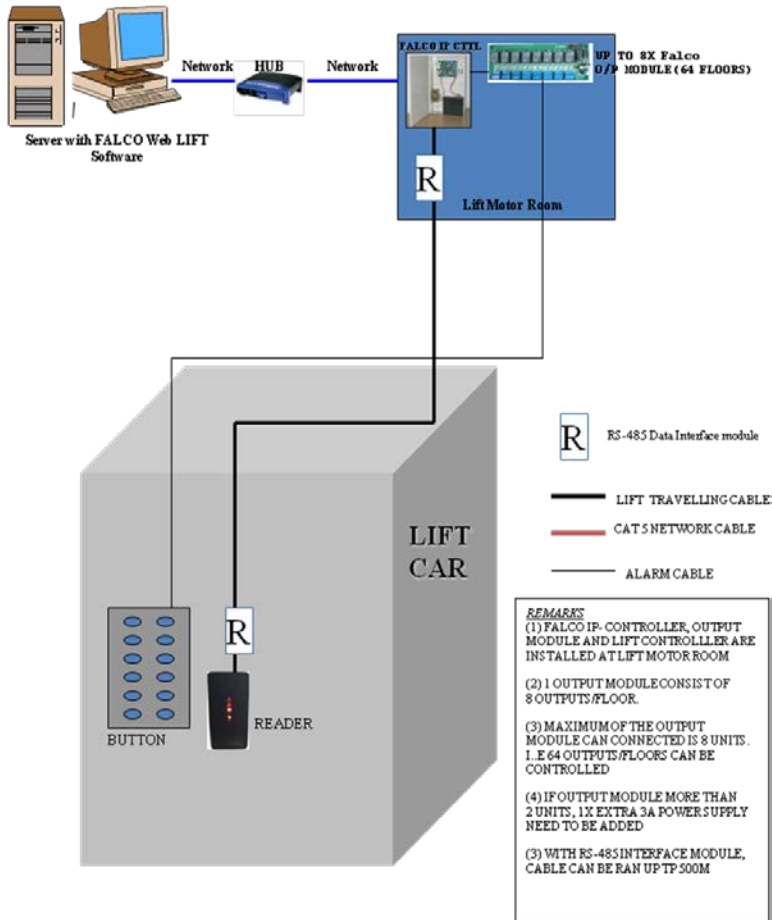 FALCO IP CTTL
UP TO 8X Falco
O/P MODULE (64 FLOORS)
Network
HUB
Network
Server with FALCO Web LIFT
Software
R
Lift Motor Room
R
RS-485 Data Interface module
LIFT TRAVELLING CABLE
CAT 5 NETWORK CABLE
ALARM CABLE
LIFT
CAR
R
READER
BUTTON
REMARKS
(1) FALCO IP- CONTROLLER, OUTPUT
MODULE AND LIFT CONTROLLLER ARE
INSTALLED AT LIFT MOTOR ROOM
(2) 1 OUTPUT MODULE CONSIST OF
8 OUTPUTS/FLOOR.
(3) MAXIMUM OF THE OUTPUT
MODULE CAN CONNECTED IS 8 UNITS.
I..E 64 OUTPUTS/FLOORS CAN BE
CONTROLLED
(4) IF OUTPUT MODULE MORE THAN
2 UNITS, 1X EXTRA 3A POWER SUPPLY
NEED TO BE ADDED
(3) WITH RS-485 INTERFACE MODULE,
CABLE CAN BE RAN UP TP 500M